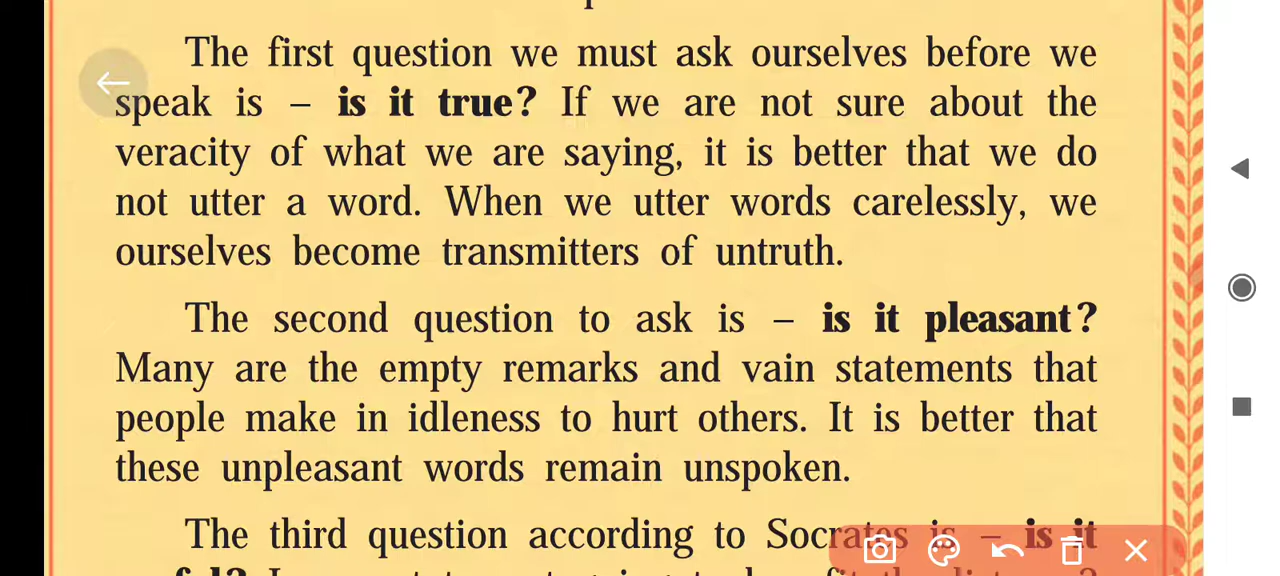 The first question we must ask ourselves before we
speak is – is it true? If we are not sure about the
veracity of what we are saying, it is better that we do
not utter a word. When we utter words carelessly, we
ourselves become transmitters of untruth.
The second question to ask is – is it pleasant?
Many are the empty remarks and vain statements that
people make in idleness to hurt others. It is better that
these unpleasant words remain unspoken.
The third question according to Socrates is – is it